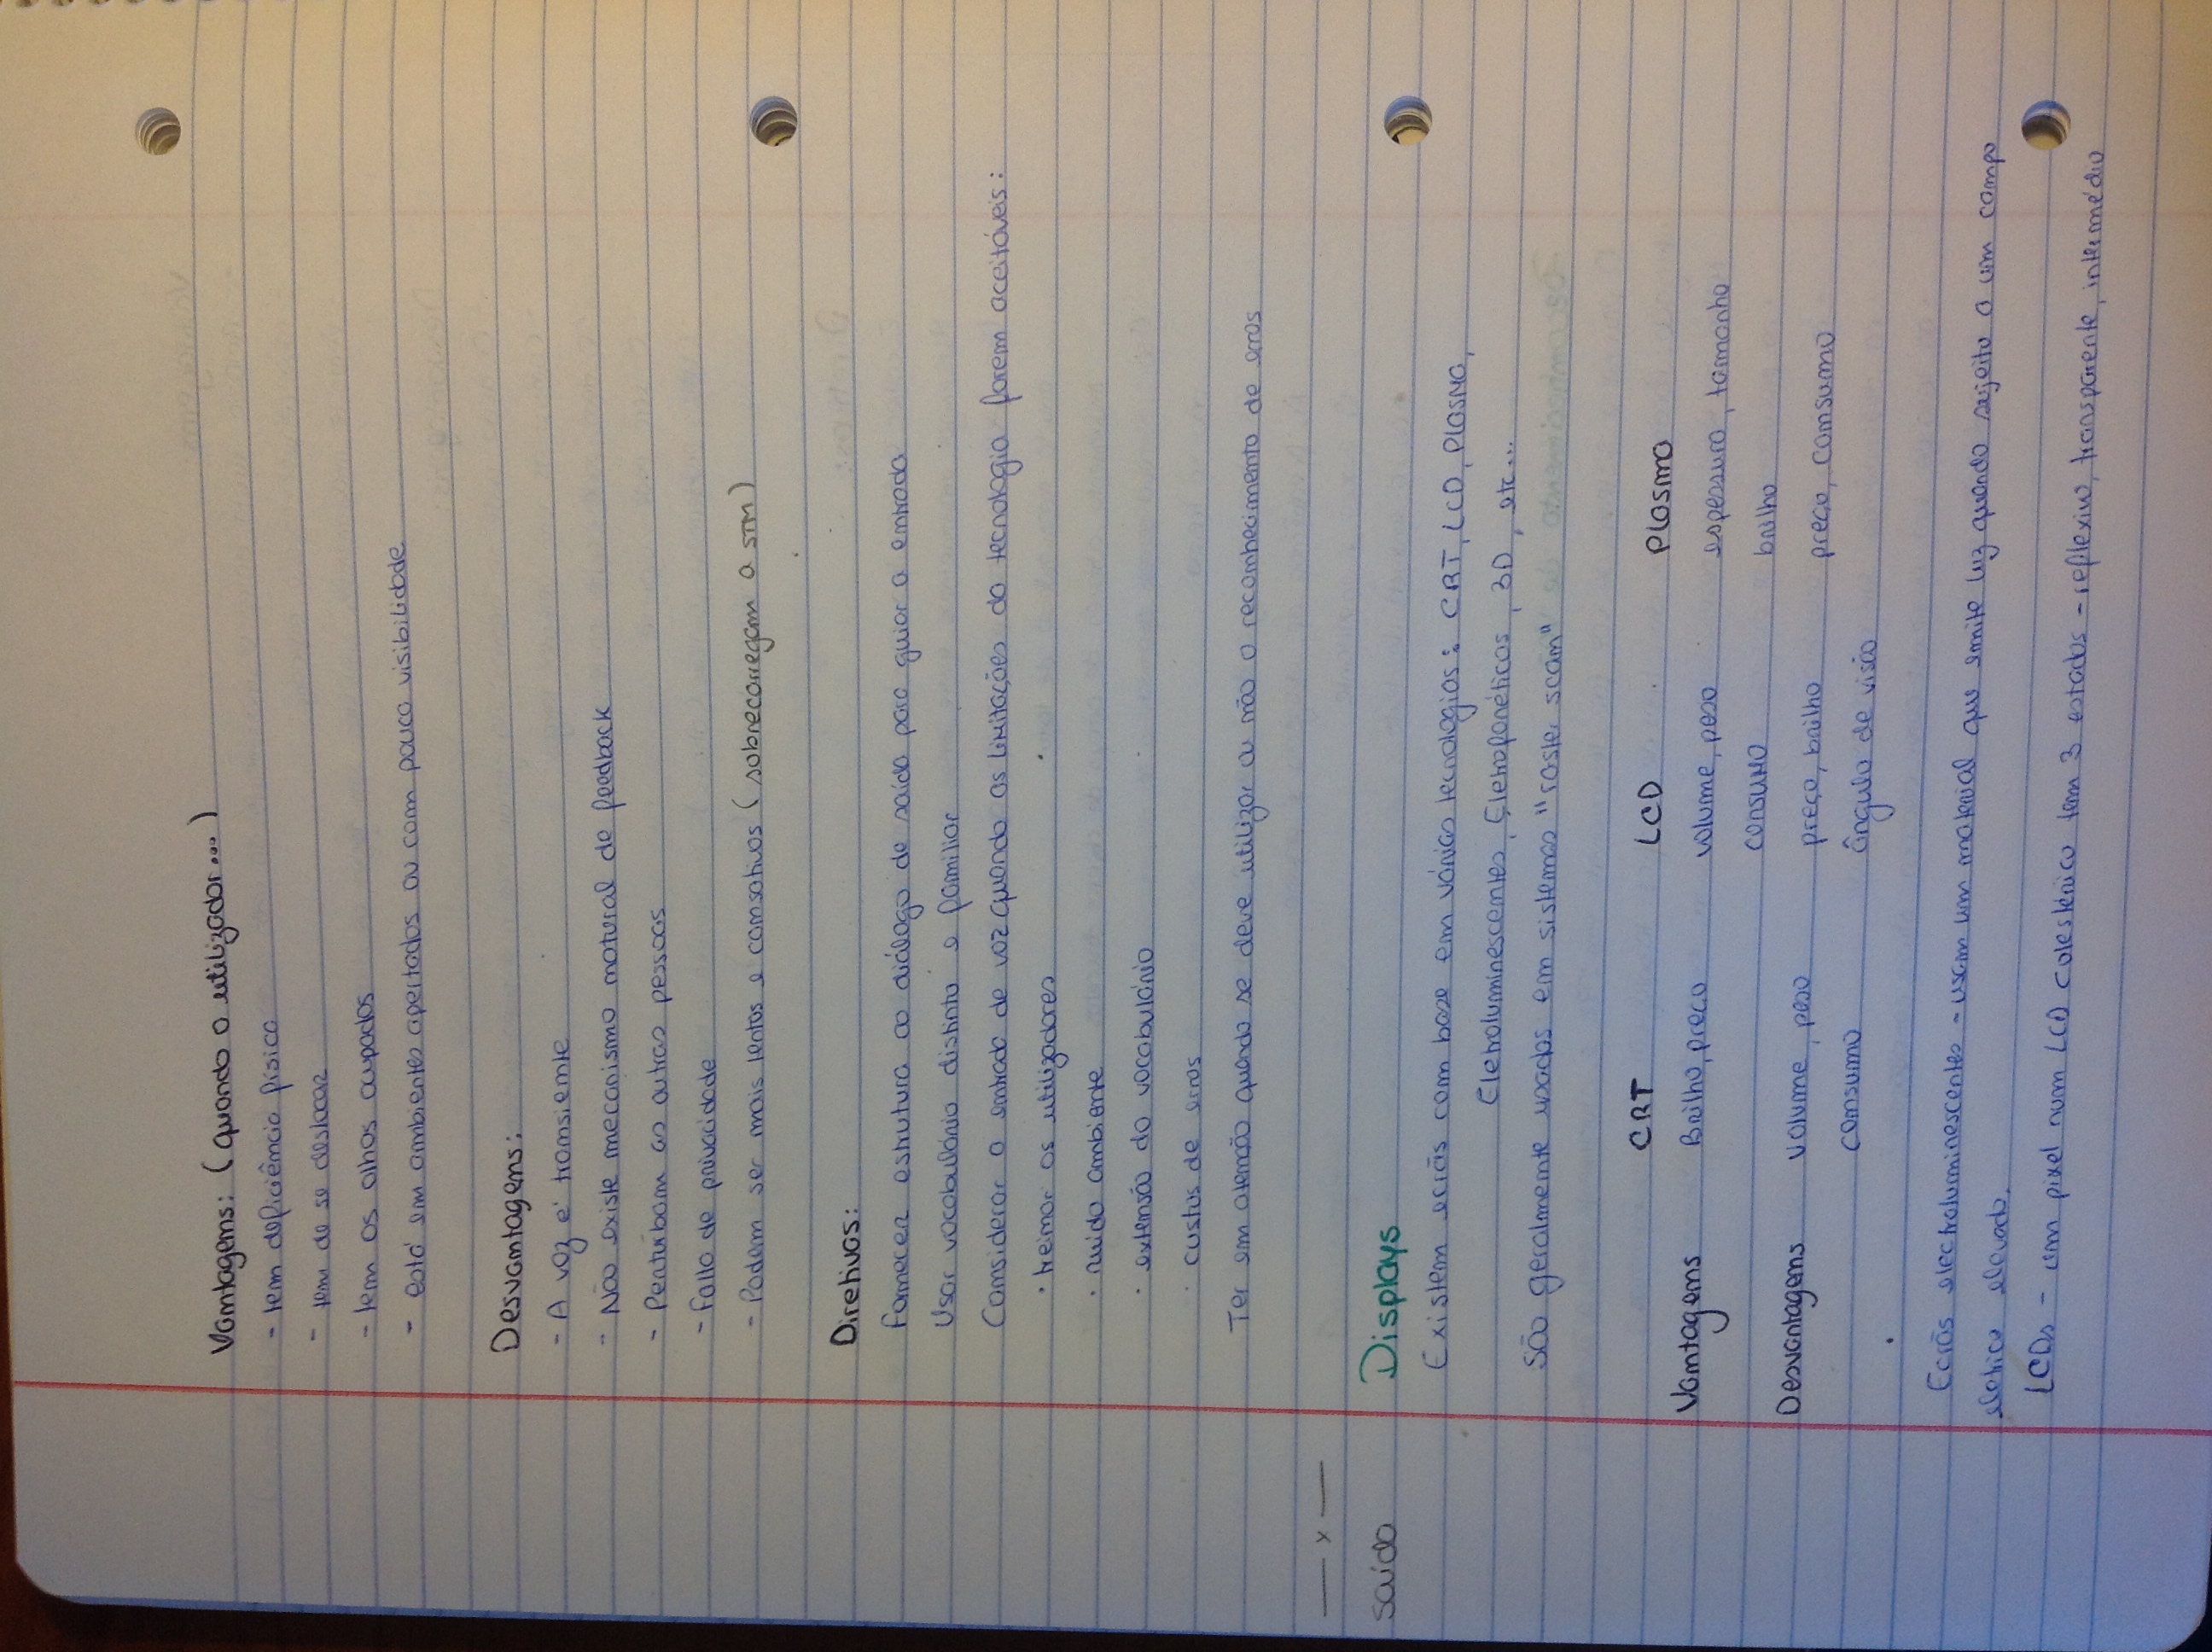 Vantagens: (quando o utilizador...)
- tem deficiência física
- tem de se deslocar
- tem os olhos ocupados
- está em ambientes apertados ou com pouca visibilidade
Desvantagens:
- A voz é transiente
- Não existe mecanismo natural de feedback
- Perturbam as outras pessoas
- Falta de privacidade
- Podem ser mais lentos e cansativos (sobrecarregam a STM)
Diretivas:
Fornecer estrutura ao diálogo de saída para guiar a entrada
Usar vocabulário distinto e familiar
Considerar a entrada de voz quando as limitações da tecnologia forem aceitáveis:
· treinar os utilizadores
· ruido ambiente
· extensão do vocabulário
· custos de erros
Ter em atenção quando se deve utilizar ou não o reconhecimento de erros
— x —
Saída
Displays
Existem ecrãs com base em várias tecnologias: CRT, LCD, Plasma,
Eletroluminescentes, Eletroforéticos, 3D, etc...
São geralmente usados em sistemas "raster scan"
CRT LCD Plasma
Vantagens Brilho, preço volume, peso espessura, tamanho
consumo brilho
Desvantagens volume, peso preço, brilho preço, consumo
consumo ângulo de visão
Ecrãs electroluminescentes - usam um material que emite luz quando sujeito a um campo
eletrico elevado.
LCDs - um pixel num LCD colestérico tem 3 estados - reflexivo, transparente, intermédio